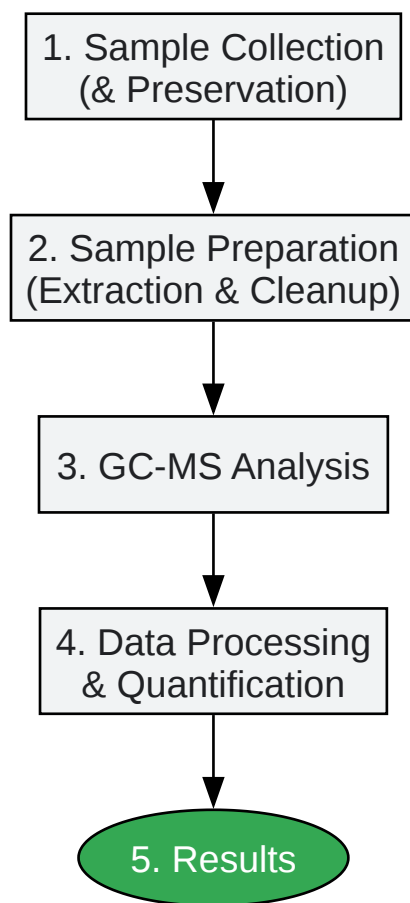 1. Sample Collection
(& Preservation)
2. Sample Preparation
(Extraction & Cleanup)
3. GC-MS Analysis
4. Data Processing
& Quantification
5. Results